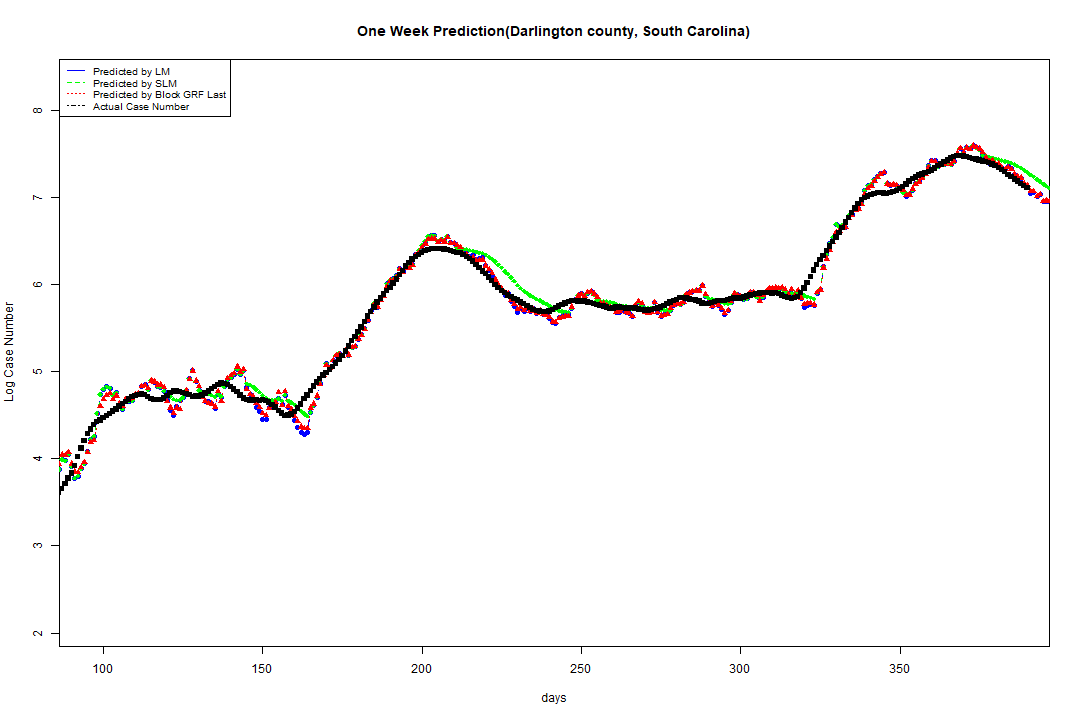 One Week Prediction(Darlington county, South Carolina)
Predicted by LM
Predicted by SLM
Predicted by Block GRF Last
Actual Case Number
8
7
6
5
4
3
2
Log Case Number
100 150 200 250 300 350
days